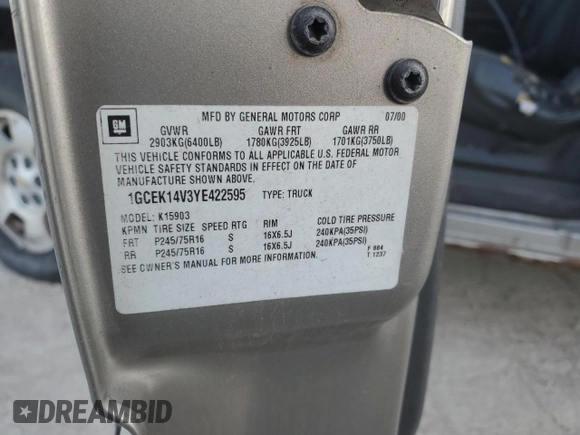 MFD BY GENERAL MOTORS CORP 07/00
GM
GVWR GAWR FRT GAWR RR
2903KG(6400LB) 1780KG(3925LB) 1701KG(3750LB)
THIS VEHICLE CONFORMS TO ALL APPLICABLE U.S. FEDERAL MOTOR
VEHICLE SAFETY STANDARDS IN EFFECT ON THE DATE OF
MANUFACTURE SHOWN ABOVE.
1GCEK14V3YE422595 TYPE: TRUCK
MODEL: K15903
KPMN TIRE SIZE SPEED RTG RIM COLD TIRE PRESSURE
FRT P245/75R16 S 16X6.5J 240KPA(35PSI)
RR P245/75R16 S 16X6.5J 240KPA(35PSI)
SEE OWNER'S MANUAL FOR MORE INFORMATION. F 884
T 1237
DREAMBID